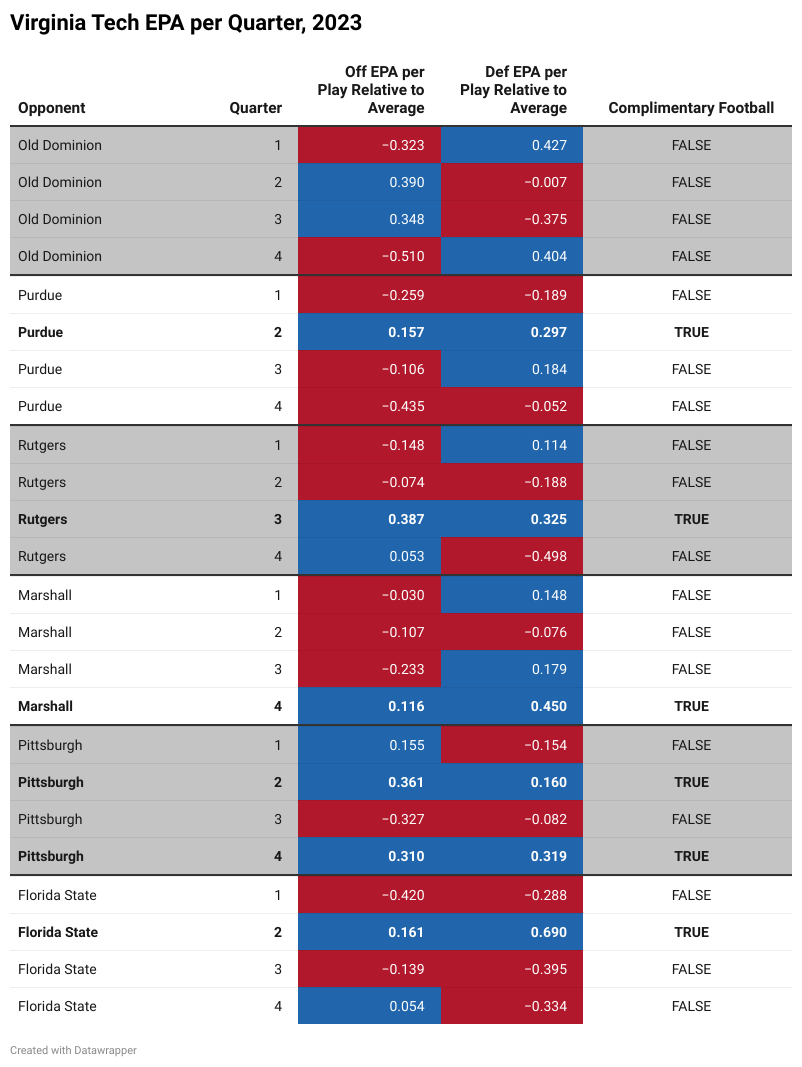 Virginia Tech EPA per Quarter, 2023
Opponent Quarter Off EPA per Play Relative to Average Def EPA per Play Relative to Average Complimentary Football
Old Dominion 1 −0.323 0.427 FALSE
Old Dominion 2 0.390 −0.007 FALSE
Old Dominion 3 0.348 −0.375 FALSE
Old Dominion 4 −0.510 0.404 FALSE
Purdue 1 −0.259 −0.189 FALSE
Purdue 2 0.157 0.297 TRUE
Purdue 3 −0.106 0.184 FALSE
Purdue 4 −0.435 −0.052 FALSE
Rutgers 1 −0.148 0.114 FALSE
Rutgers 2 −0.074 −0.188 FALSE
Rutgers 3 0.387 0.325 TRUE
Rutgers 4 0.053 −0.498 FALSE
Marshall 1 −0.030 0.148 FALSE
Marshall 2 −0.107 −0.076 FALSE
Marshall 3 −0.233 0.179 FALSE
Marshall 4 0.116 0.450 TRUE
Pittsburgh 1 0.155 −0.154 FALSE
Pittsburgh 2 0.361 0.160 TRUE
Pittsburgh 3 −0.327 −0.082 FALSE
Pittsburgh 4 0.310 0.319 TRUE
Florida State 1 −0.420 −0.288 FALSE
Florida State 2 0.161 0.690 TRUE
Florida State 3 −0.139 −0.395 FALSE
Florida State 4 0.054 −0.334 FALSE
Created with Datawrapper